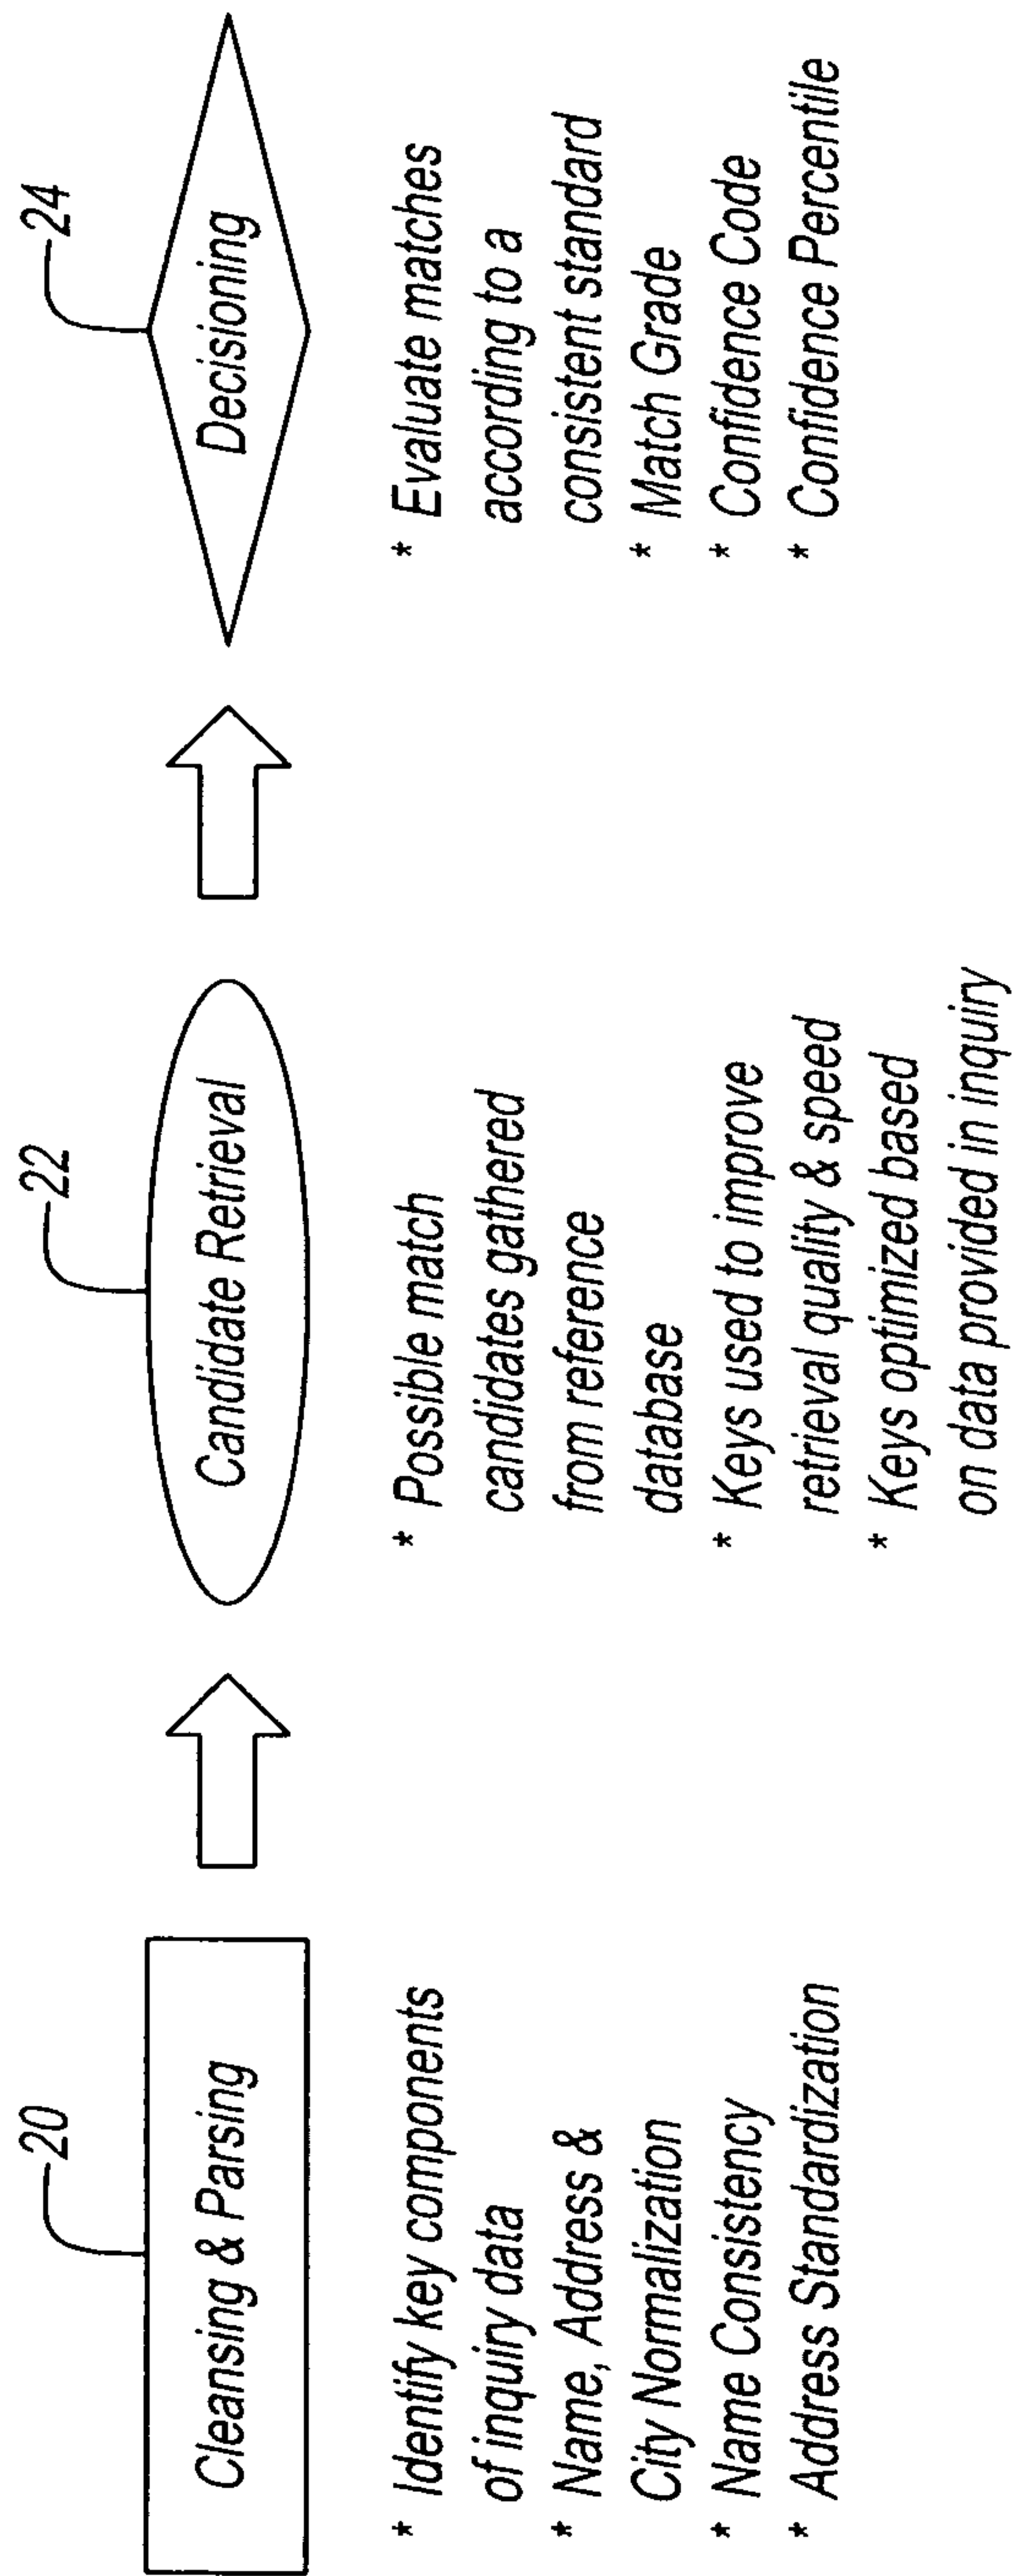 20
Cleansing & Parsing
* Identify key components
of inquiry data
* Name, Address &
City Normalization
* Name Consistency
* Address Standardization
22
Candidate Retrieval
* Possible match
candidates gathered
from reference
database
* Keys used to improve
retrieval quality & speed
* Keys optimized based
on data provided in inquiry
24
Decisioning
* Evaluate matches
according to a
consistent standard
* Match Grade
* Confidence Code
* Confidence Percentile